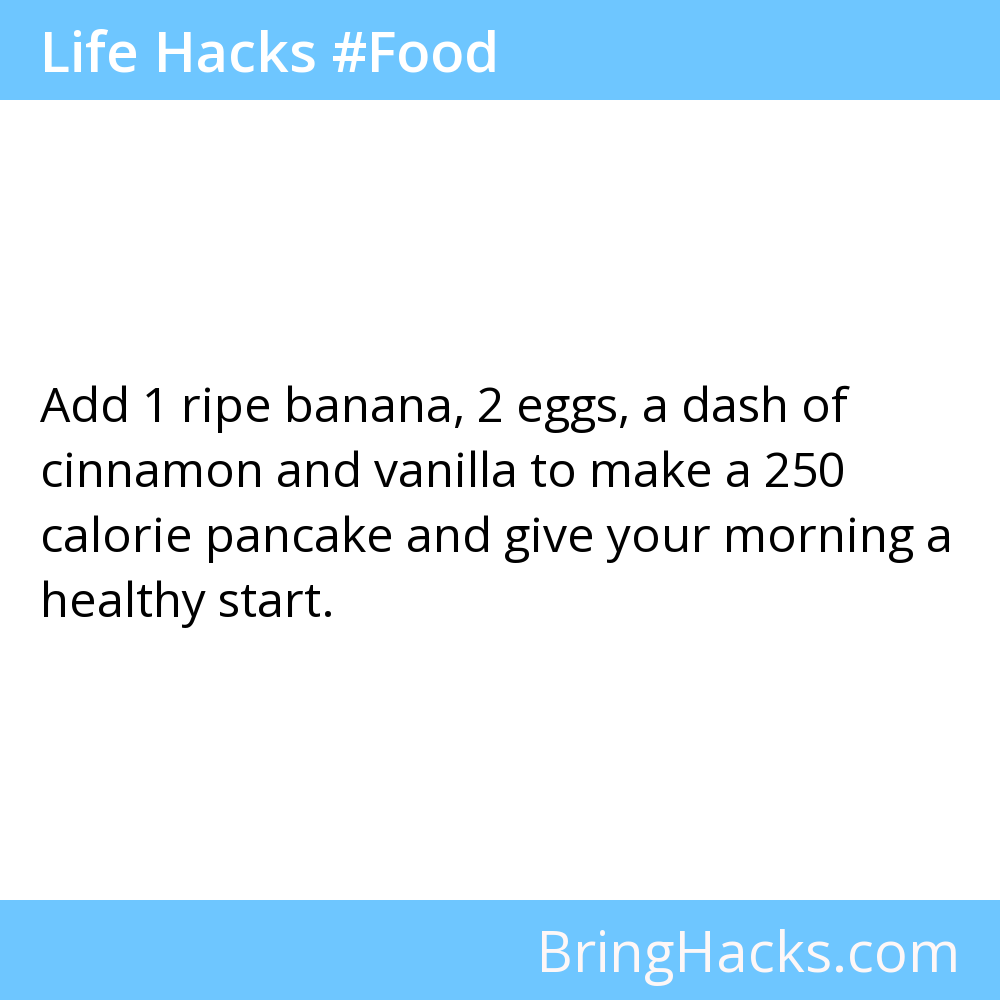 Life Hacks #Food
Add 1 ripe banana, 2 eggs, a dash of
cinnamon and vanilla to make a 250
calorie pancake and give your morning a
healthy start.
BringHacks.com